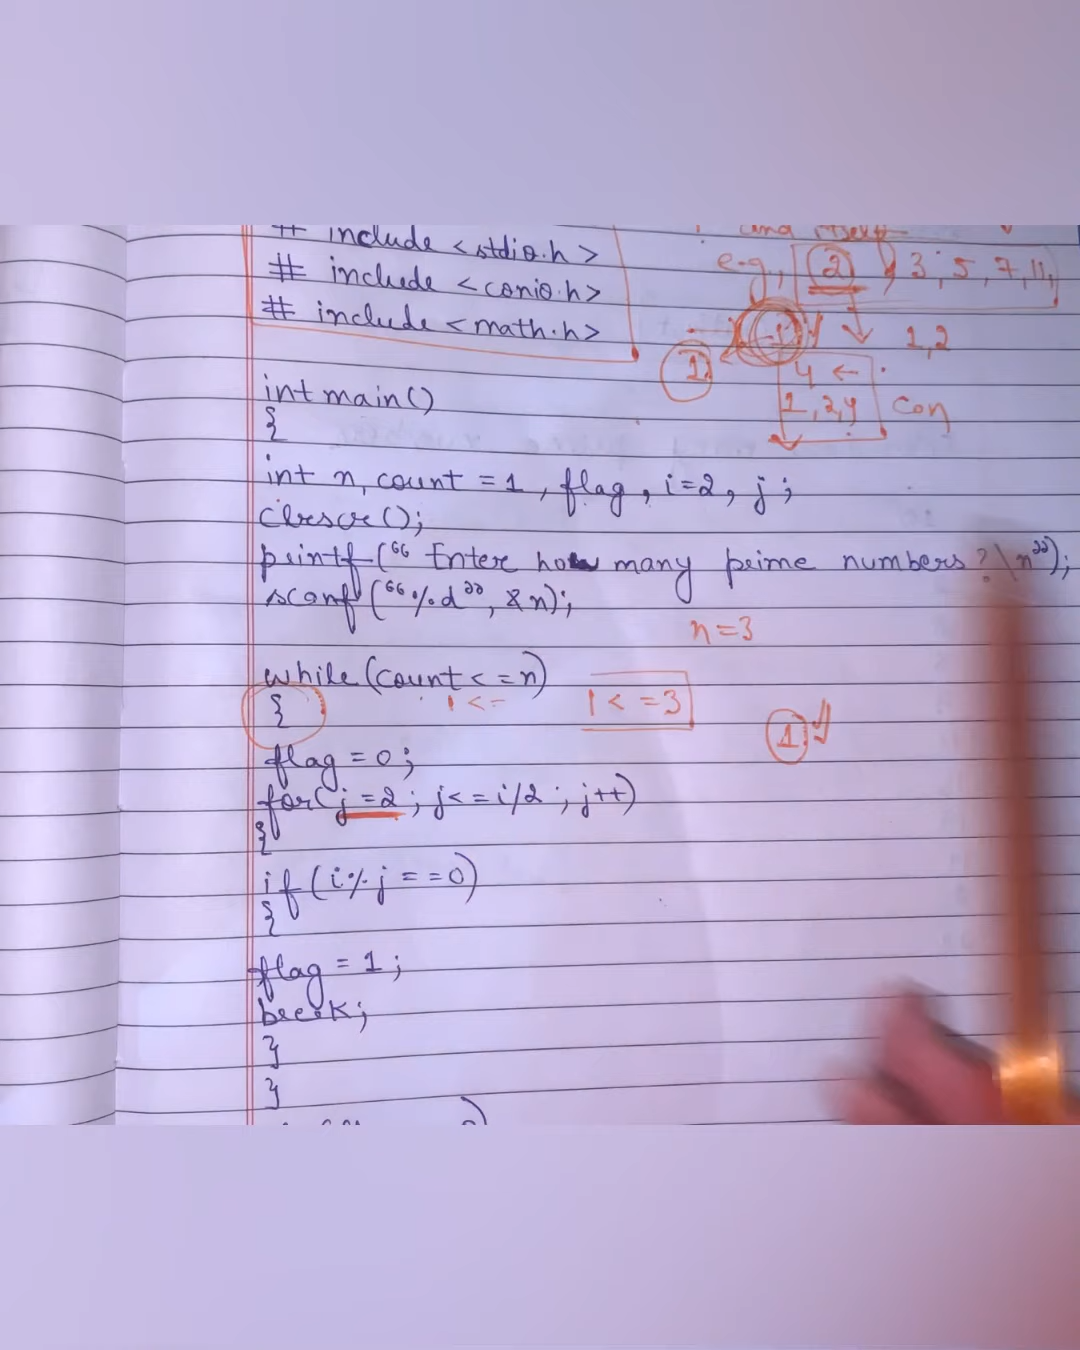 # include <stdio.h>
# include <conio.h>
# include <math.h>
e.g., 2, 3, 5, 7, 11,
1
1, 2
4 ←
1, 2, 4 con
int main()
{
int n, count = 1, flag, i=2, j;
clrscr();
printf("Enter how many prime numbers? \n");
scanf("%d", &n);
n=3
while(count <= n)
1 <=
1 <= 3
{
1
flag = 0;
for(j=2; j<=i/2; j++)
{
if(i%j==0)
{
flag = 1;
break;
}
}